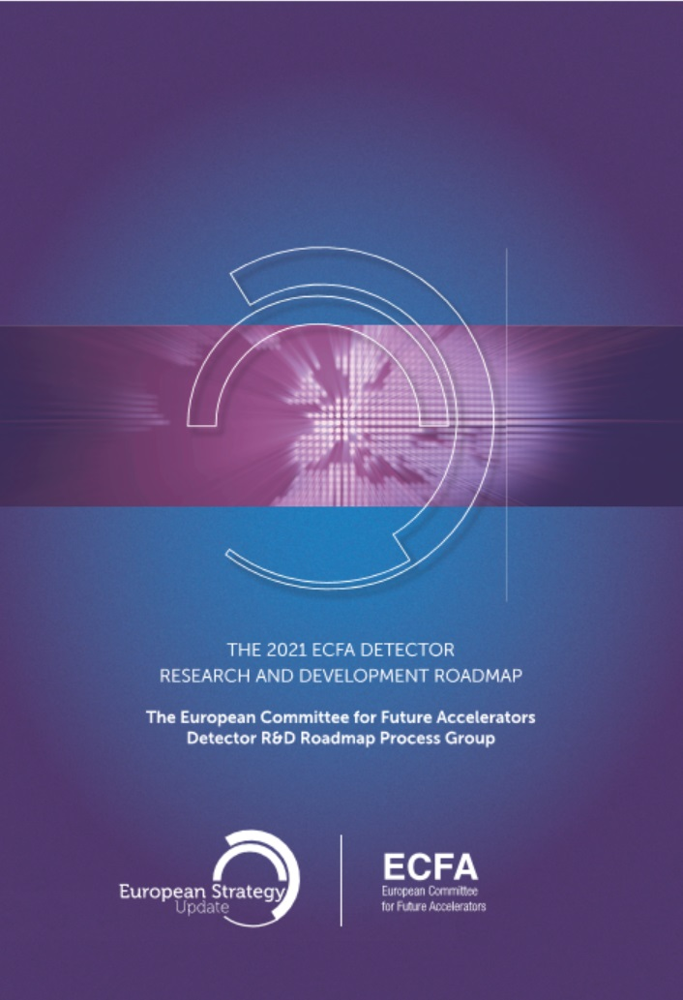 THE 2021 ECFA DETECTOR
RESEARCH AND DEVELOPMENT ROADMAP
The European Committee for Future Accelerators
Detector R&D Roadmap Process Group
European Strategy
Update
ECFA
European Committee
for Future Accelerators